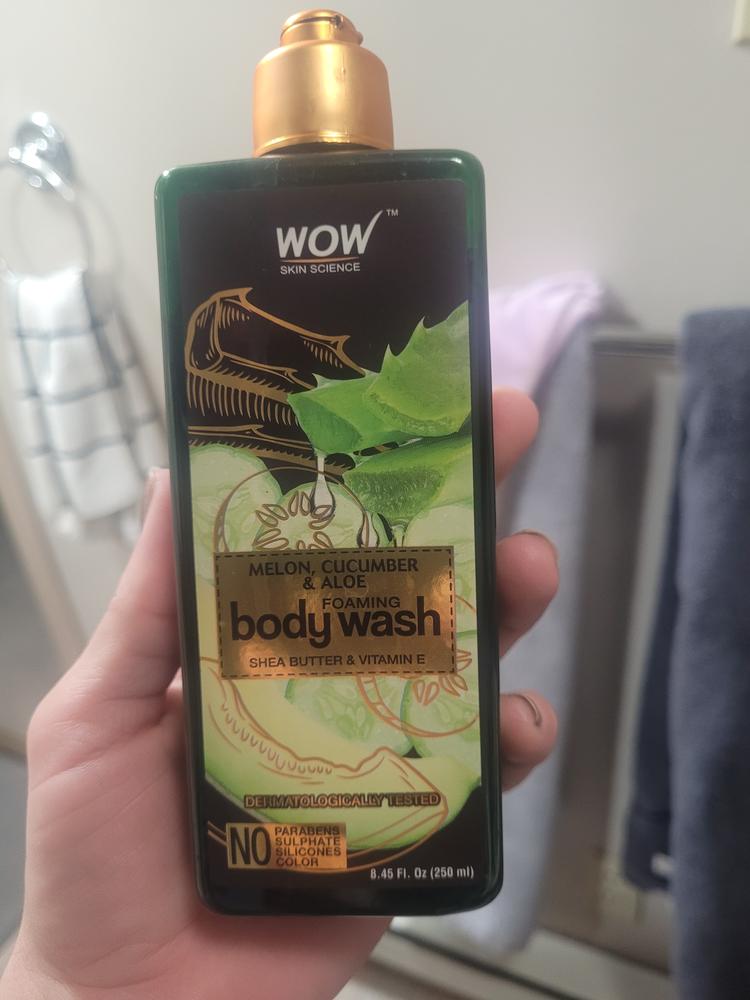 WOW™
SKIN SCIENCE
MELON, CUCUMBER
& ALOE
FOAMING
body wash
SHEA BUTTER & VITAMIN E
DERMATOLOGICALLY TESTED
NO PARABENS
SULPHATE
SILICONES
COLOR
8.45 Fl. Oz (250 ml)